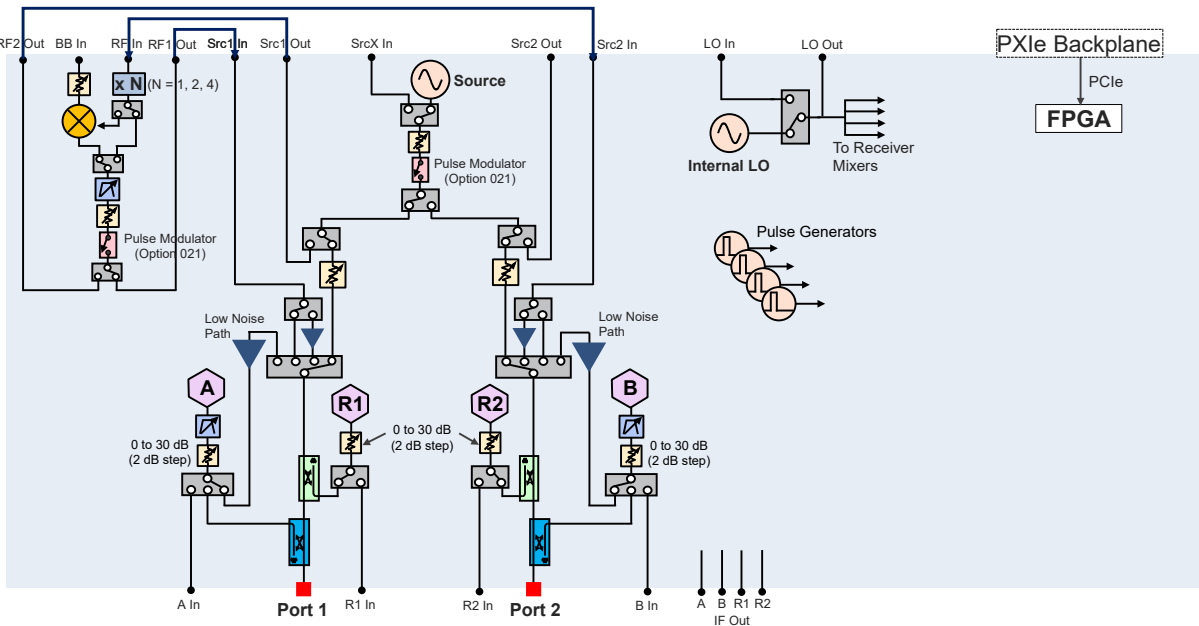 RF2 Out BB In RF In RF1 Out Src1 In Src1 Out SrcX In Src2 Out Src2 In LO In LO Out
PXIe Backplane
PCIe
FPGA
x N (N = 1, 2, 4)
Source
Internal LO
To Receiver
Mixers
Pulse Modulator
(Option 021)
Pulse Modulator
(Option 021)
Pulse Generators
Low Noise
Path
Low Noise
Path
A
R1
R2
B
0 to 30 dB
(2 dB step)
0 to 30 dB
(2 dB step)
0 to 30 dB
(2 dB step)
A In
Port 1
R1 In
R2 In
Port 2
B In
A B R1 R2
IF Out